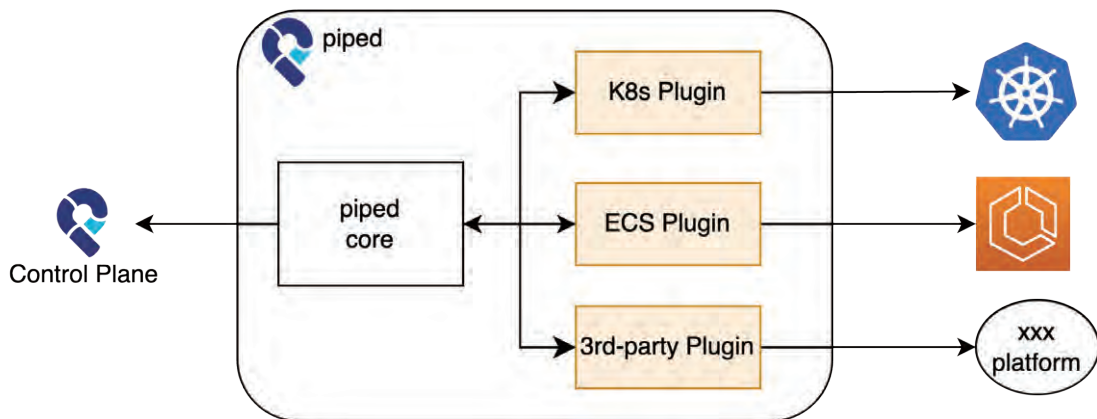 piped
K8s Plugin
piped
core
ECS Plugin
Control Plane
3rd-party Plugin
xxx
platform